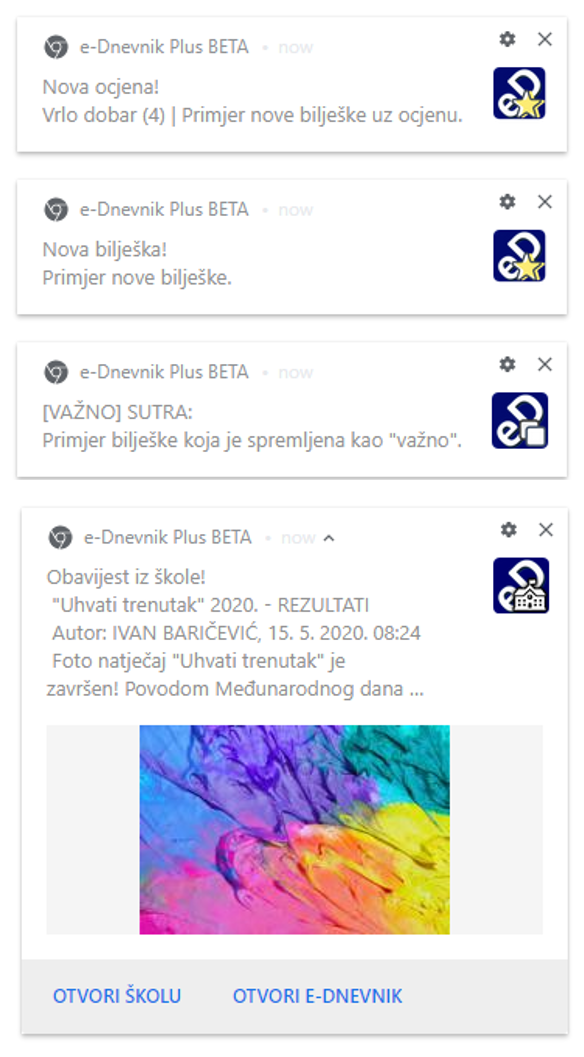 e-Dnevnik Plus BETA • now
Nova ocjena!
Vrlo dobar (4) | Primjer nove bilješke uz ocjenu.
e-Dnevnik Plus BETA • now
Nova bilješka!
Primjer nove bilješke.
e-Dnevnik Plus BETA • now
[VAŽNO] SUTRA:
Primjer bilješke koja je spremljena kao "važno".
e-Dnevnik Plus BETA • now
Obavijest iz škole!
"Uhvati trenutak" 2020. - REZULTATI
Autor: IVAN BARIČEVIĆ, 15. 5. 2020. 08:24
Foto natječaj "Uhvati trenutak" je
završen! Povodom Međunarodnog dana ...
OTVORI ŠKOLU OTVORI E-DNEVNIK